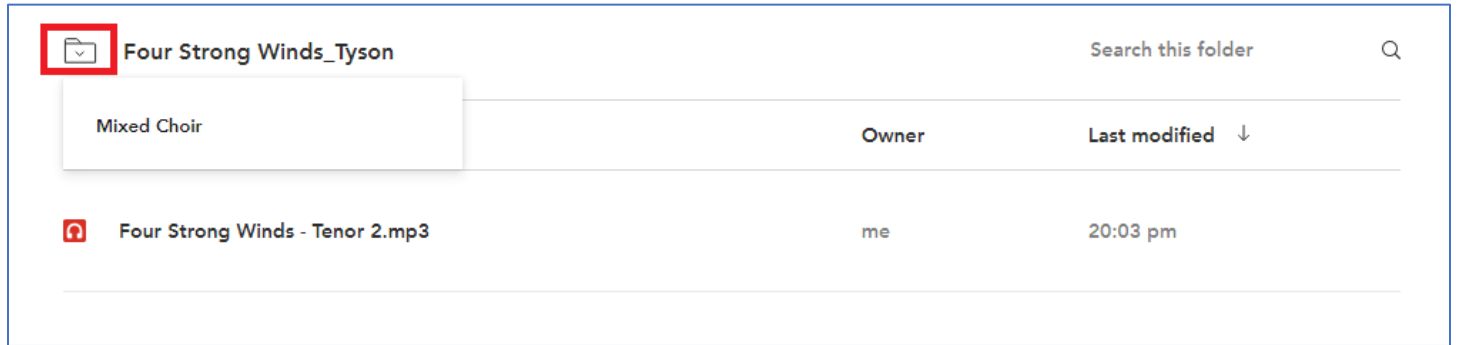 Four Strong Winds_Tyson
Search this folder
Mixed Choir
Owner
Last modified ↓
Four Strong Winds - Tenor 2.mp3
me
20:03 pm